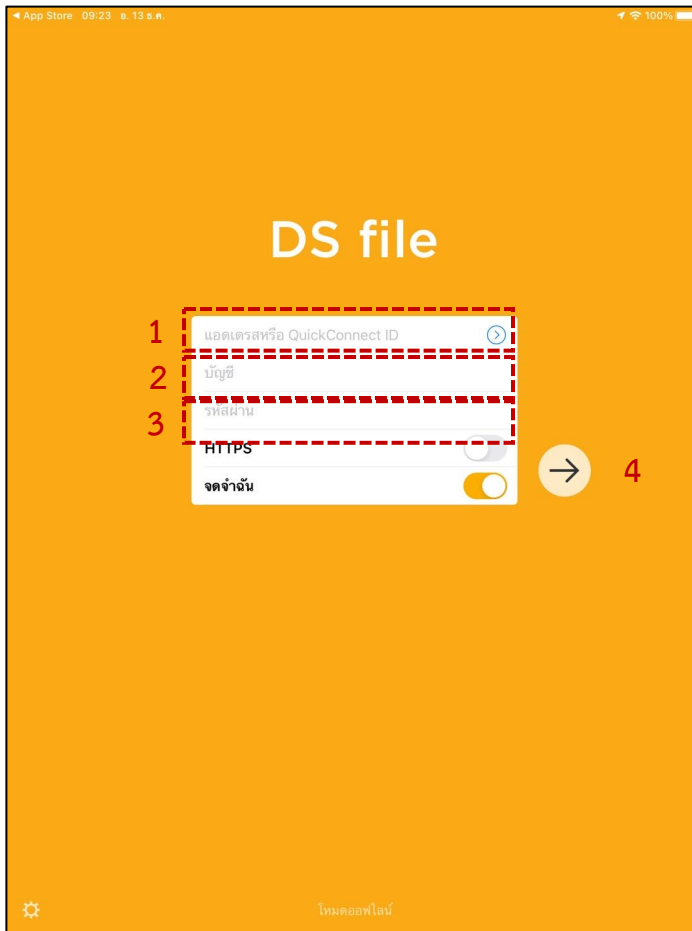 App Store 09:23 อ. 13 ธ.ค. 100%
DS file
1 แอดเดรสหรือ QuickConnect ID
2 บัญชี
3 รหัสผ่าน
HTTPS
4
จดจำฉัน
โหมดออฟไลน์